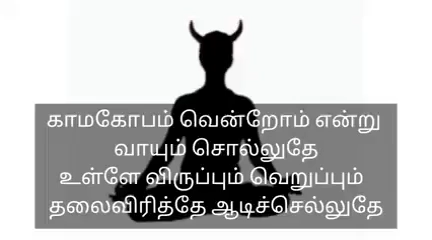 காமகோபம் வென்றோம் என்று
வாயும் சொல்லுதே
உள்ளே விருப்பும் வெறுப்பும்
தலைவிரித்தே ஆடிச்செல்லுதே